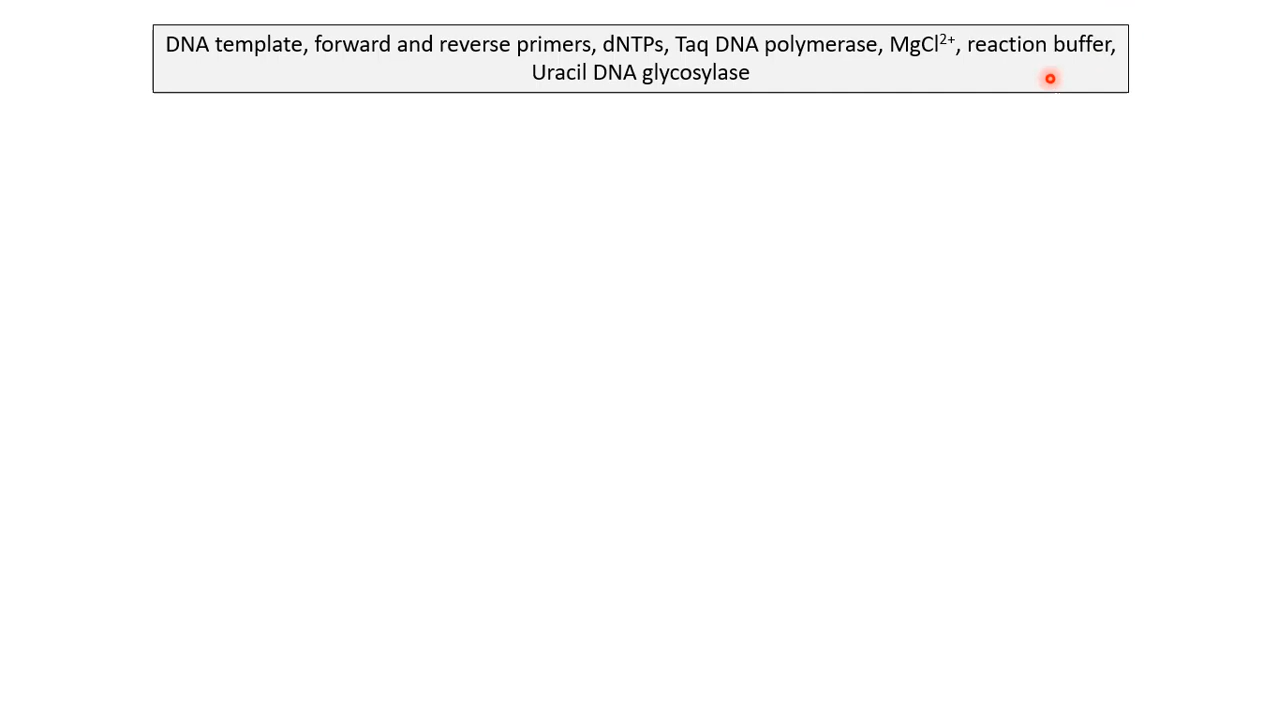 DNA template, forward and reverse primers, dNTPs, Taq DNA polymerase, MgCl²⁺, reaction buffer,
Uracil DNA glycosylase